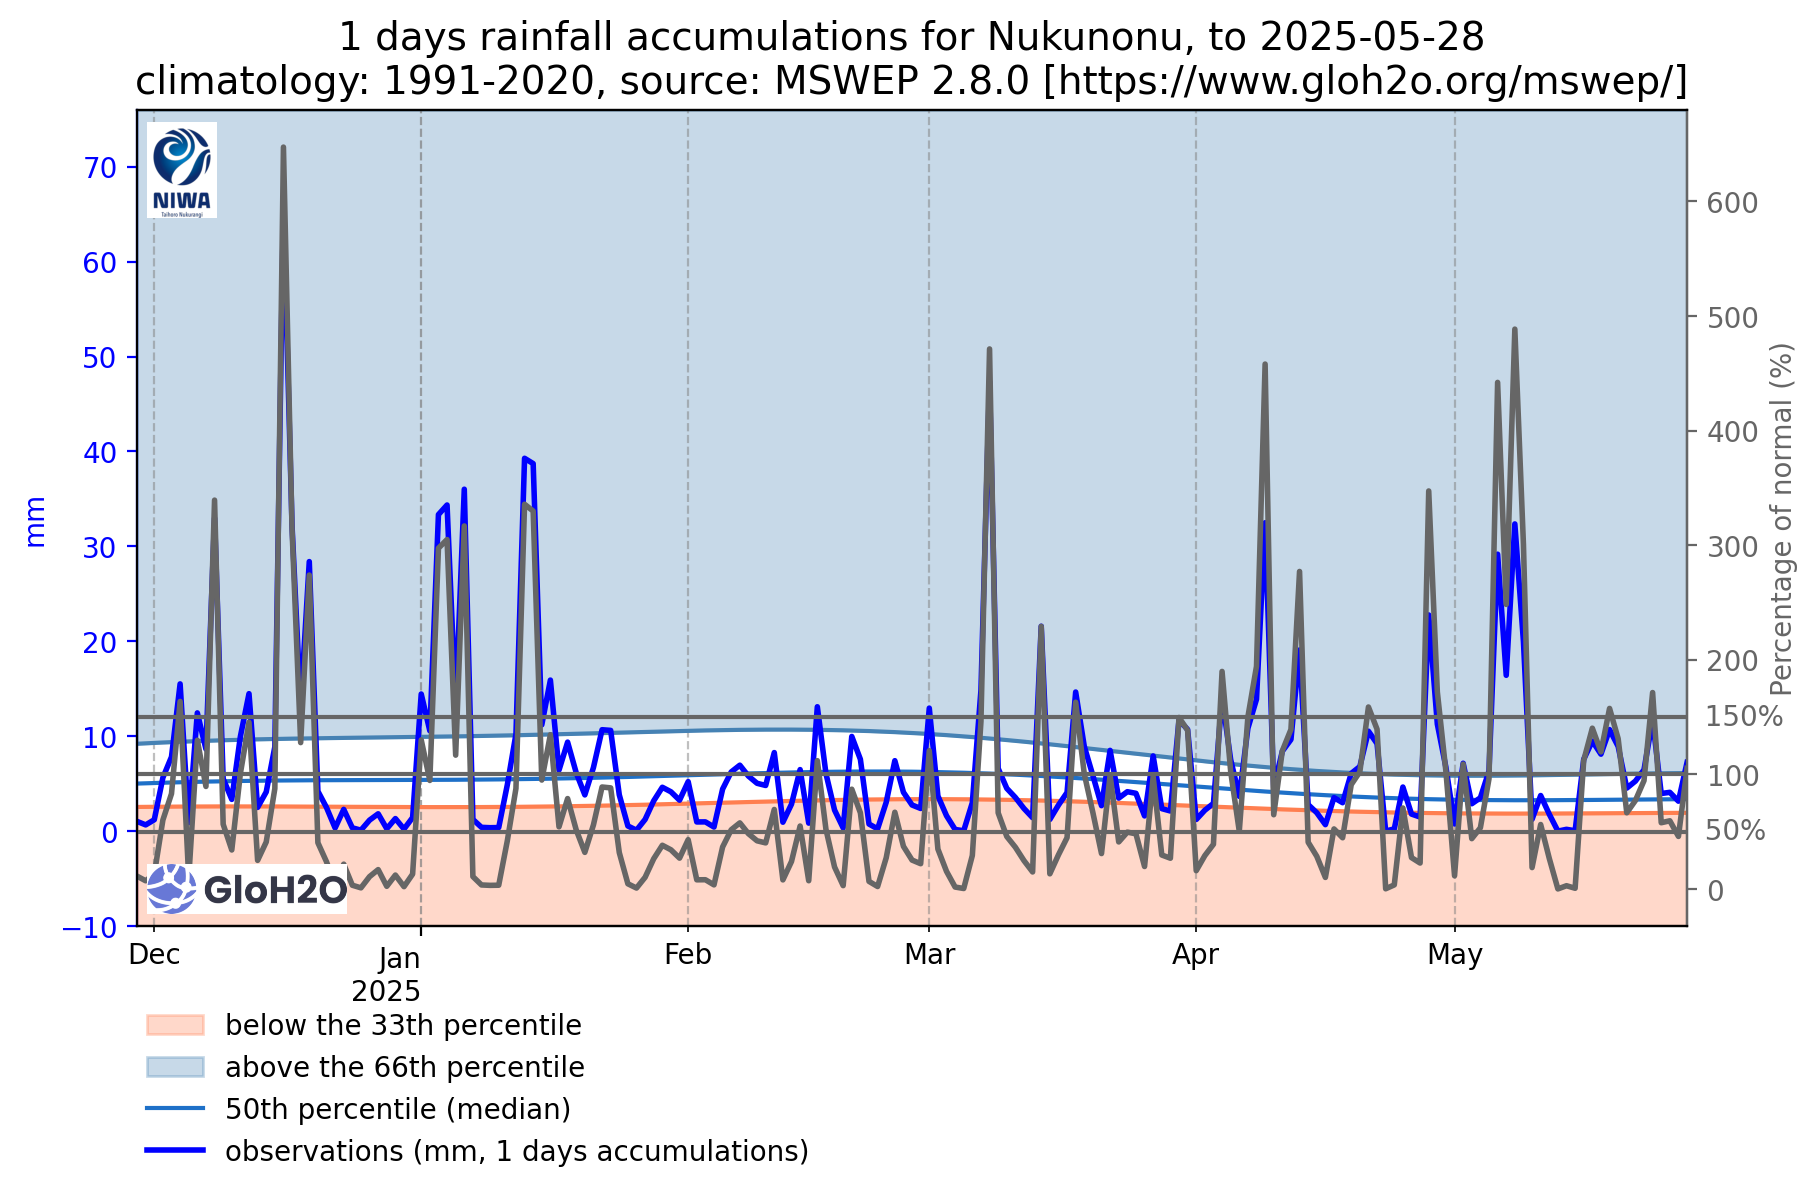 1 days rainfall accumulations for Nukunonu, to 2025-05-28
climatology: 1991-2020, source: MSWEP 2.8.0 [https://www.gloh2o.org/mswep/]
NIWA
Taihoro Nukurangi
70
60
50
40
30
20
10
0
−10
mm
600
500
400
300
200
150%
100
50%
0
Percentage of normal (%)
GloH2O
Dec
Jan
2025
Feb
Mar
Apr
May
below the 33th percentile
above the 66th percentile
50th percentile (median)
observations (mm, 1 days accumulations)